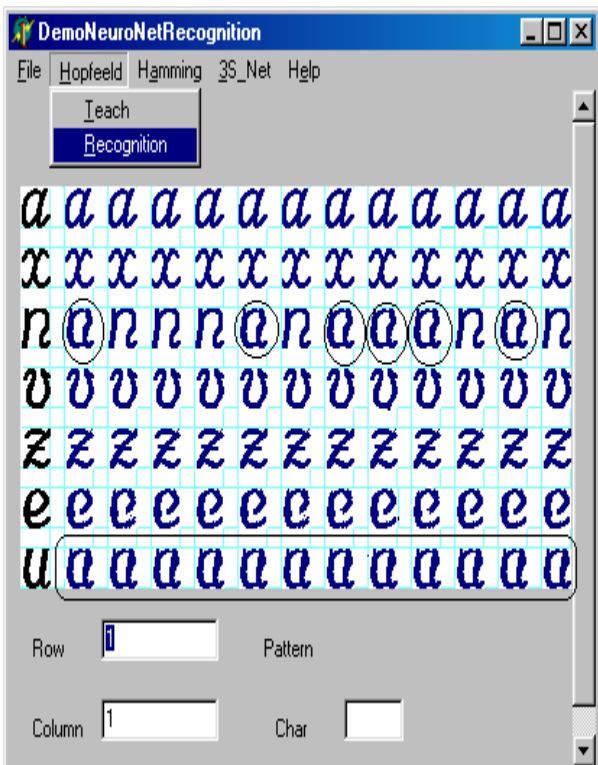 DemoNeuroNetRecognition
File Hopfeeld Hamming 3S_Net Help
Teach
Recognition
a a a a a a a a a a a a a
x x x x x x x x x x x x x
n a n n n a n a a a n a n
v v v v v v v v v v v v v
z z z z z z z z z z z z z
e e e e e e e e e e e e e
u a a a a a a a a a a a a
Row 1 Pattern
Column 1 Char